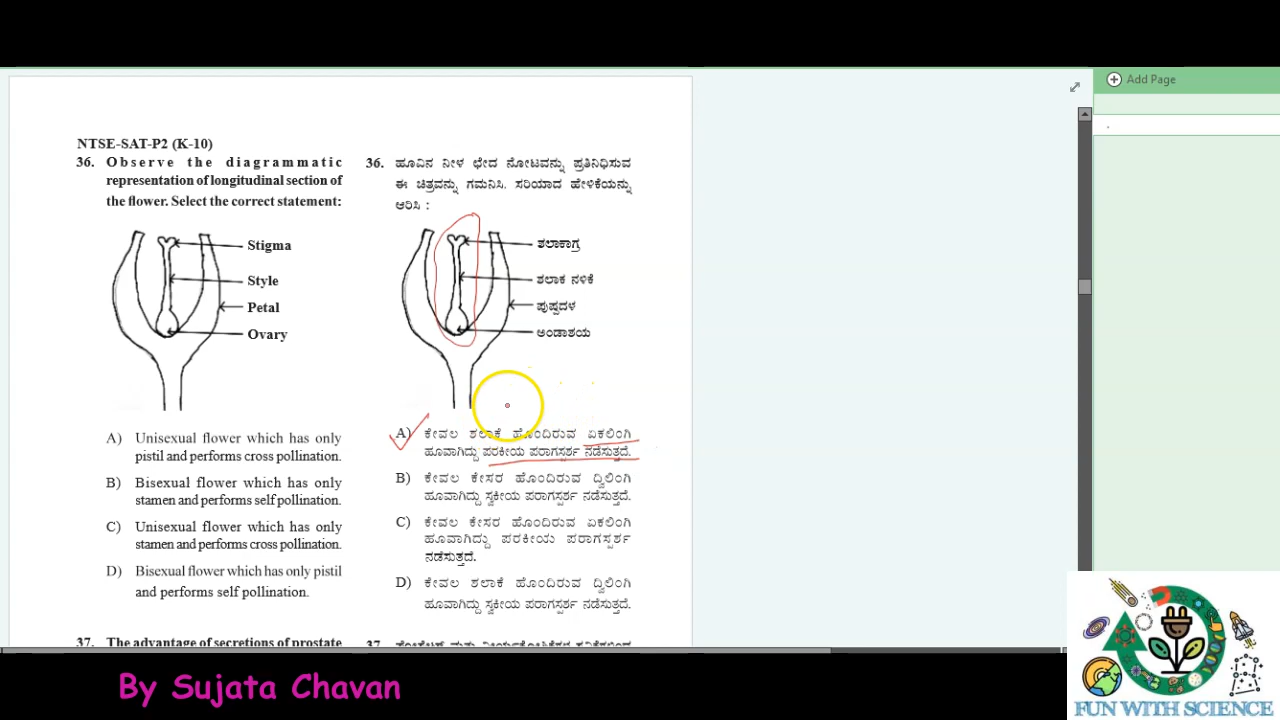 Add Page
NTSE-SAT-P2 (K-10)
36. Observe the diagrammatic
representation of longitudinal section of
the flower. Select the correct statement:
Stigma
Style
Petal
Ovary
A) Unisexual flower which has only
pistil and performs cross pollination.
B) Bisexual flower which has only
stamen and performs self pollination.
C) Unisexual flower which has only
stamen and performs cross pollination.
D) Bisexual flower which has only pistil
and performs self pollination.
37. The advantage of secretions of prostate
36. ಹೂವಿನ ನೀಳ ಛೇದ ನೋಟವನ್ನು ಪ್ರತಿನಿಧಿಸುವ
ಈ ಚಿತ್ರವನ್ನು ಗಮನಿಸಿ. ಸರಿಯಾದ ಹೇಳಿಕೆಯನ್ನು
ಆರಿಸಿ :
ಶಲಾಕಾಗ್ರ
ಶಲಾಕ ನಳಿಕೆ
ಪುಷ್ಪದಳ
ಅಂಡಾಶಯ
A) ಕೇವಲ ಶಲಾಕೆ ಹೊಂದಿರುವ ಏಕಲಿಂಗಿ
ಹೂವಾಗಿದ್ದು ಪರಕೀಯ ಪರಾಗಸ್ಪರ್ಶ ನಡೆಸುತ್ತದೆ.
B) ಕೇವಲ ಕೇಸರ ಹೊಂದಿರುವ ದ್ವಿಲಿಂಗಿ
ಹೂವಾಗಿದ್ದು ಸ್ವಕೀಯ ಪರಾಗಸ್ಪರ್ಶ ನಡೆಸುತ್ತದೆ.
C) ಕೇವಲ ಕೇಸರ ಹೊಂದಿರುವ ಏಕಲಿಂಗಿ
ಹೂವಾಗಿದ್ದು ಪರಕೀಯ ಪರಾಗಸ್ಪರ್ಶ
ನಡೆಸುತ್ತದೆ.
D) ಕೇವಲ ಶಲಾಕೆ ಹೊಂದಿರುವ ದ್ವಿಲಿಂಗಿ
ಹೂವಾಗಿದ್ದು ಸ್ವಕೀಯ ಪರಾಗಸ್ಪರ್ಶ ನಡೆಸುತ್ತದೆ.
37.
By Sujata Chavan
FUN WITH SCIENCE